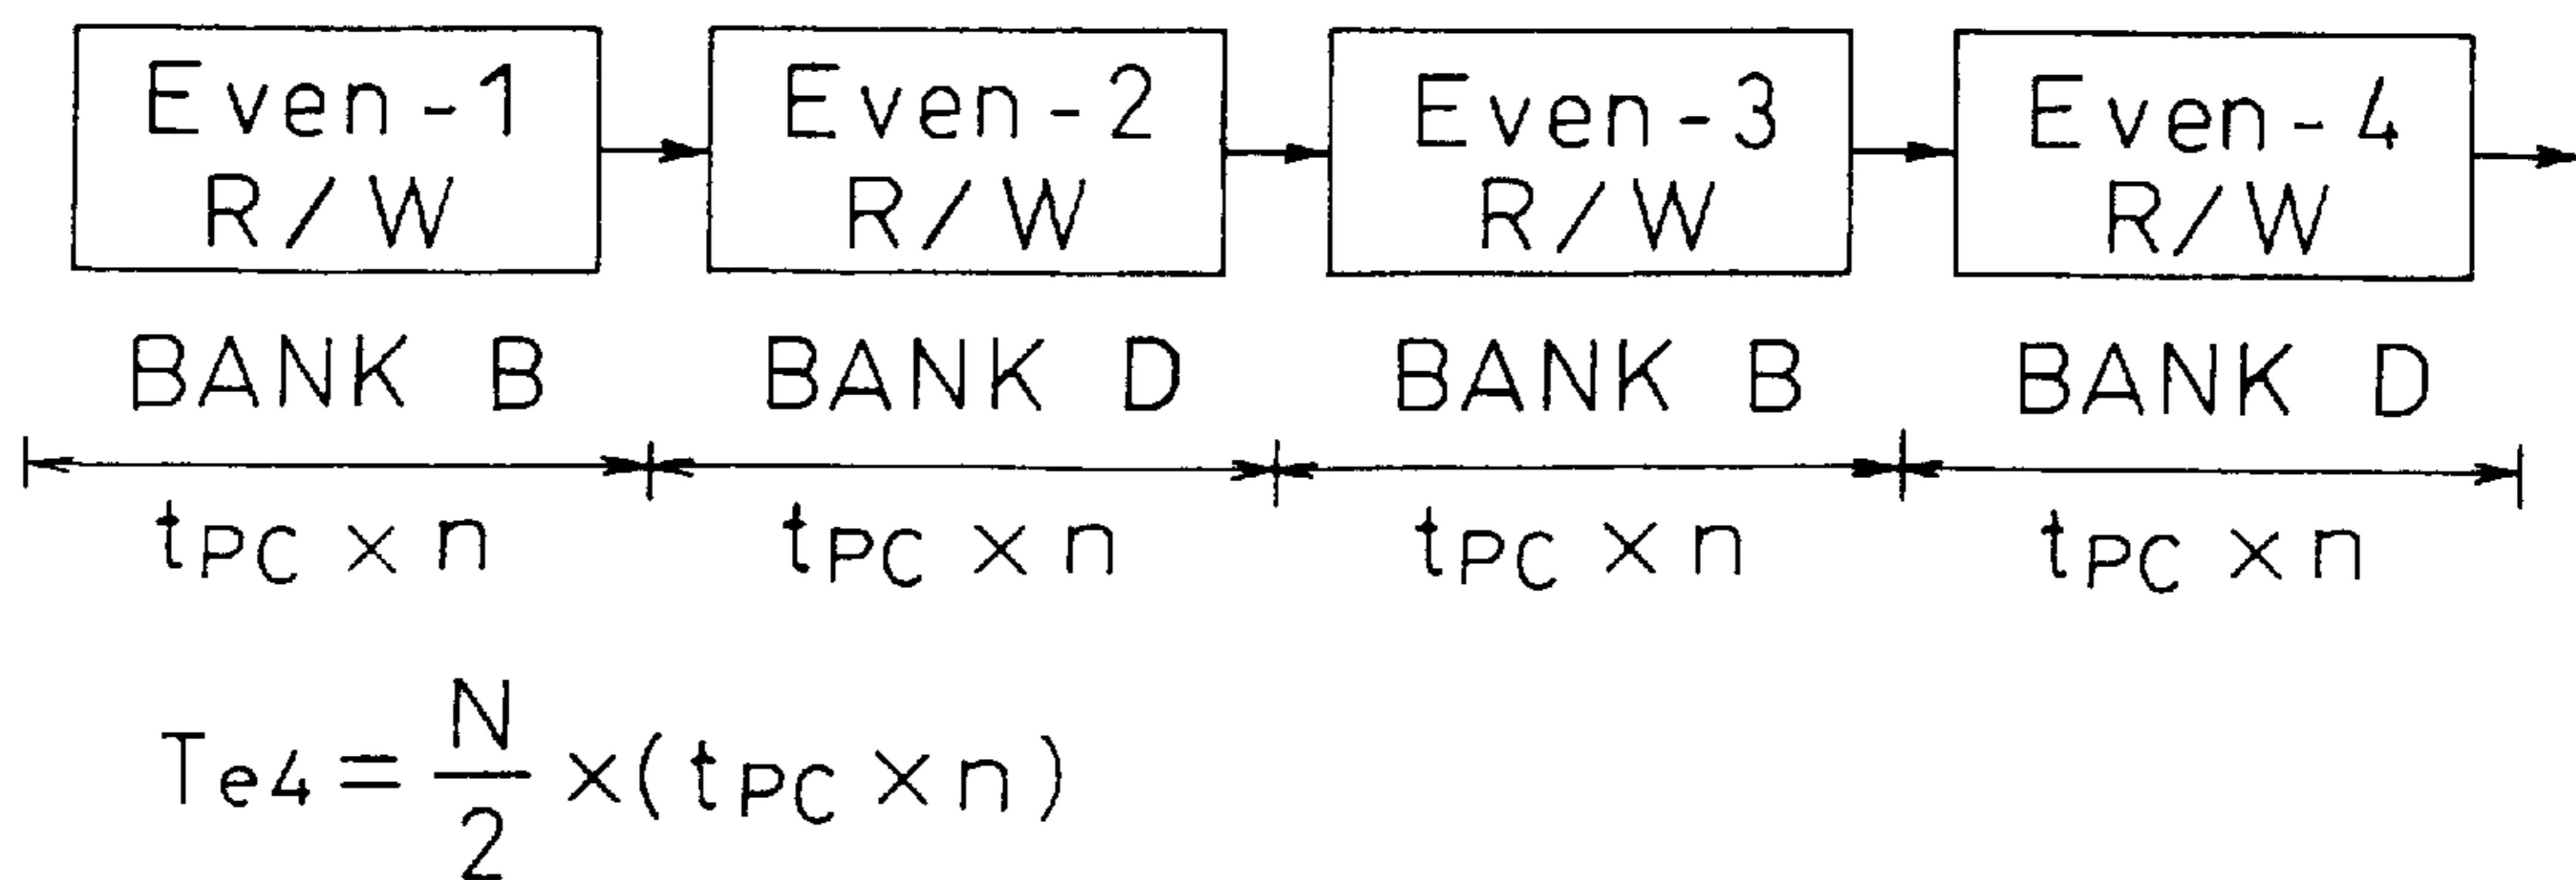 Even-1 Even-2 Even-3 Even-4
R/W R/W R/W R/W
BANK B BANK D BANK B BANK D
tPC × n tPC × n tPC × n tPC × n
Te4 = N/2 × (tPC × n)